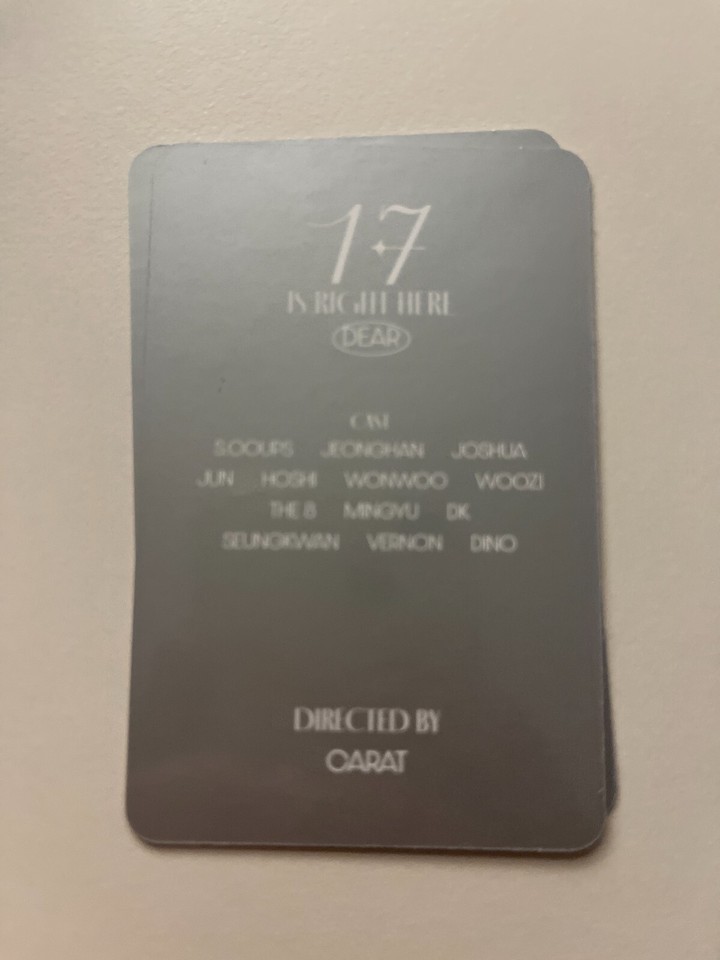 17
IS RIGHT HERE
DEAR
CAST
S.COUPS JEONGHAN JOSHUA
JUN HOSHI WONWOO WOOZI
THE 8 MINGYU DK
SEUNGKWAN VERNON DINO
DIRECTED BY
CARAT